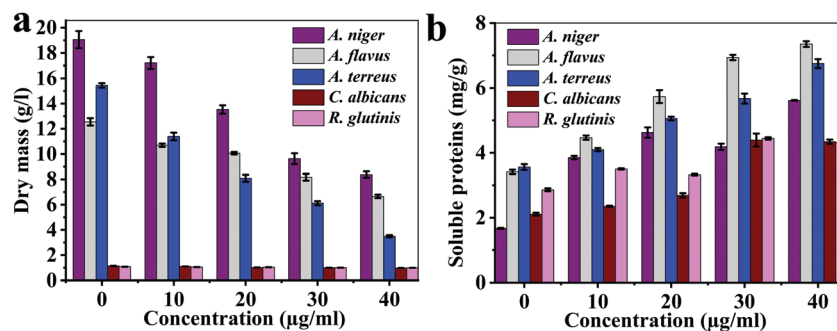 a
Dry mass (g/l)
20
18
16
14
12
10
8
6
4
2
0
A. niger
A. flavus
A. terreus
C. albicans
R. glutinis
0 10 20 30 40
Concentration (µg/ml)
b
Soluble proteins (mg/g)
8
6
4
2
0
A. niger
A. flavus
A. terreus
C. albicans
R. glutinis
0 10 20 30 40
Concentration (µg/ml)